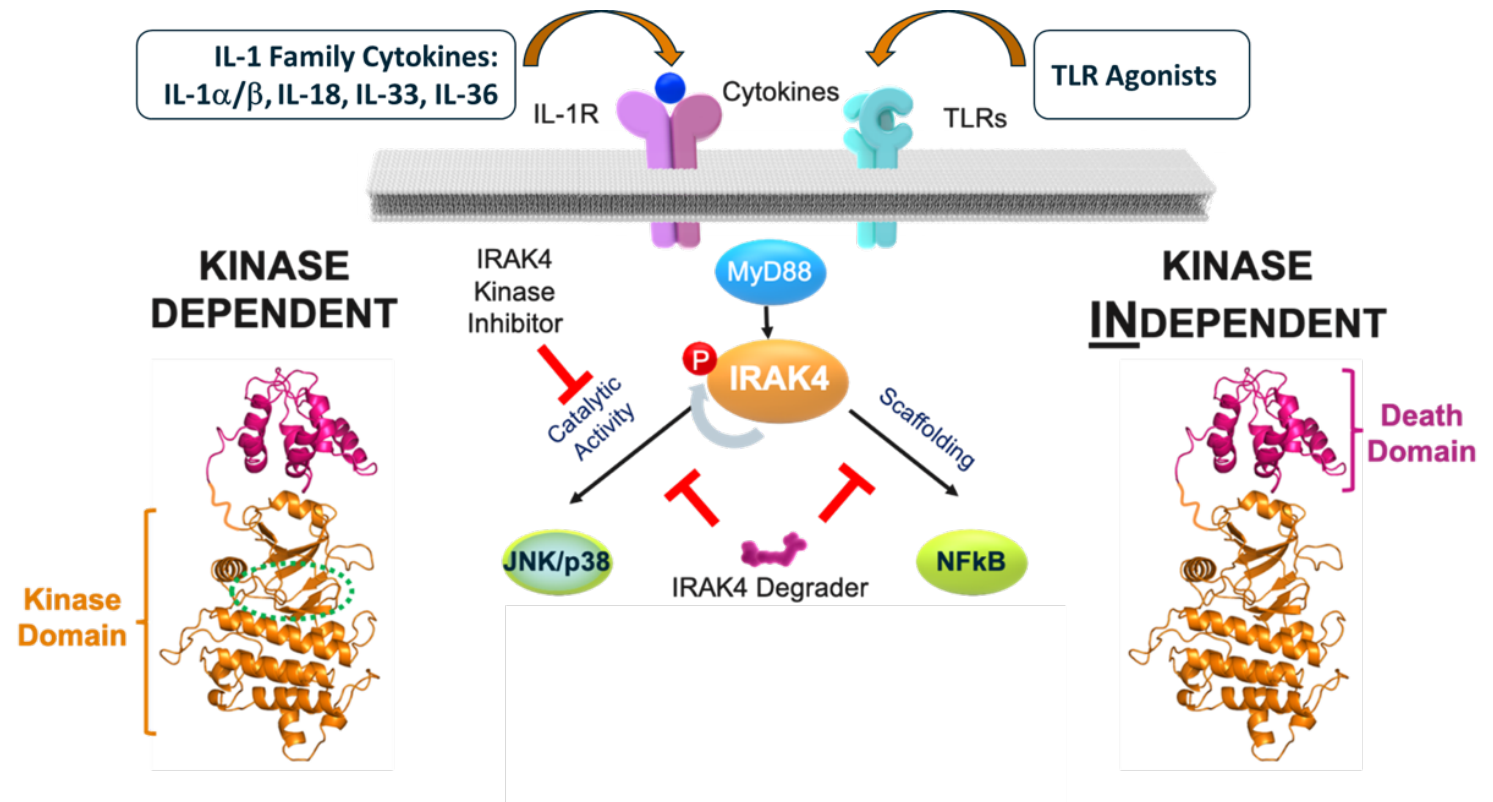 IL-1 Family Cytokines:
IL-1α/β, IL-18, IL-33, IL-36
TLR Agonists
IL-1R
Cytokines
TLRs
KINASE
DEPENDENT
IRAK4
Kinase
Inhibitor
MyD88
KINASE
INDEPENDENT
P
IRAK4
Catalytic
Activity
Scaffolding
Death
Domain
JNK/p38
NFkB
IRAK4 Degrader
Kinase
Domain